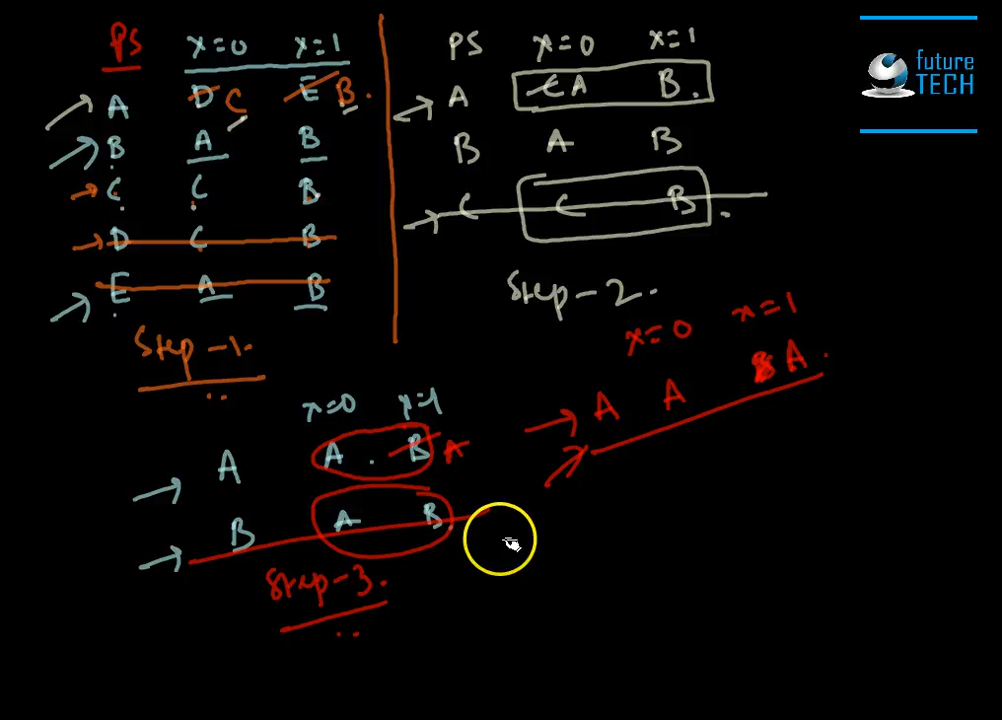 PS x=0 x=1
A D C E B.
B A B
C C B
D C B
E A B
Step-1.
PS x=0 x=1
A C A B.
B A B
C C B.
Step-2.
x=0 x=1
A A . B A
B A B
Step-3.
x=0 x=1
A A B A.
future
TECH